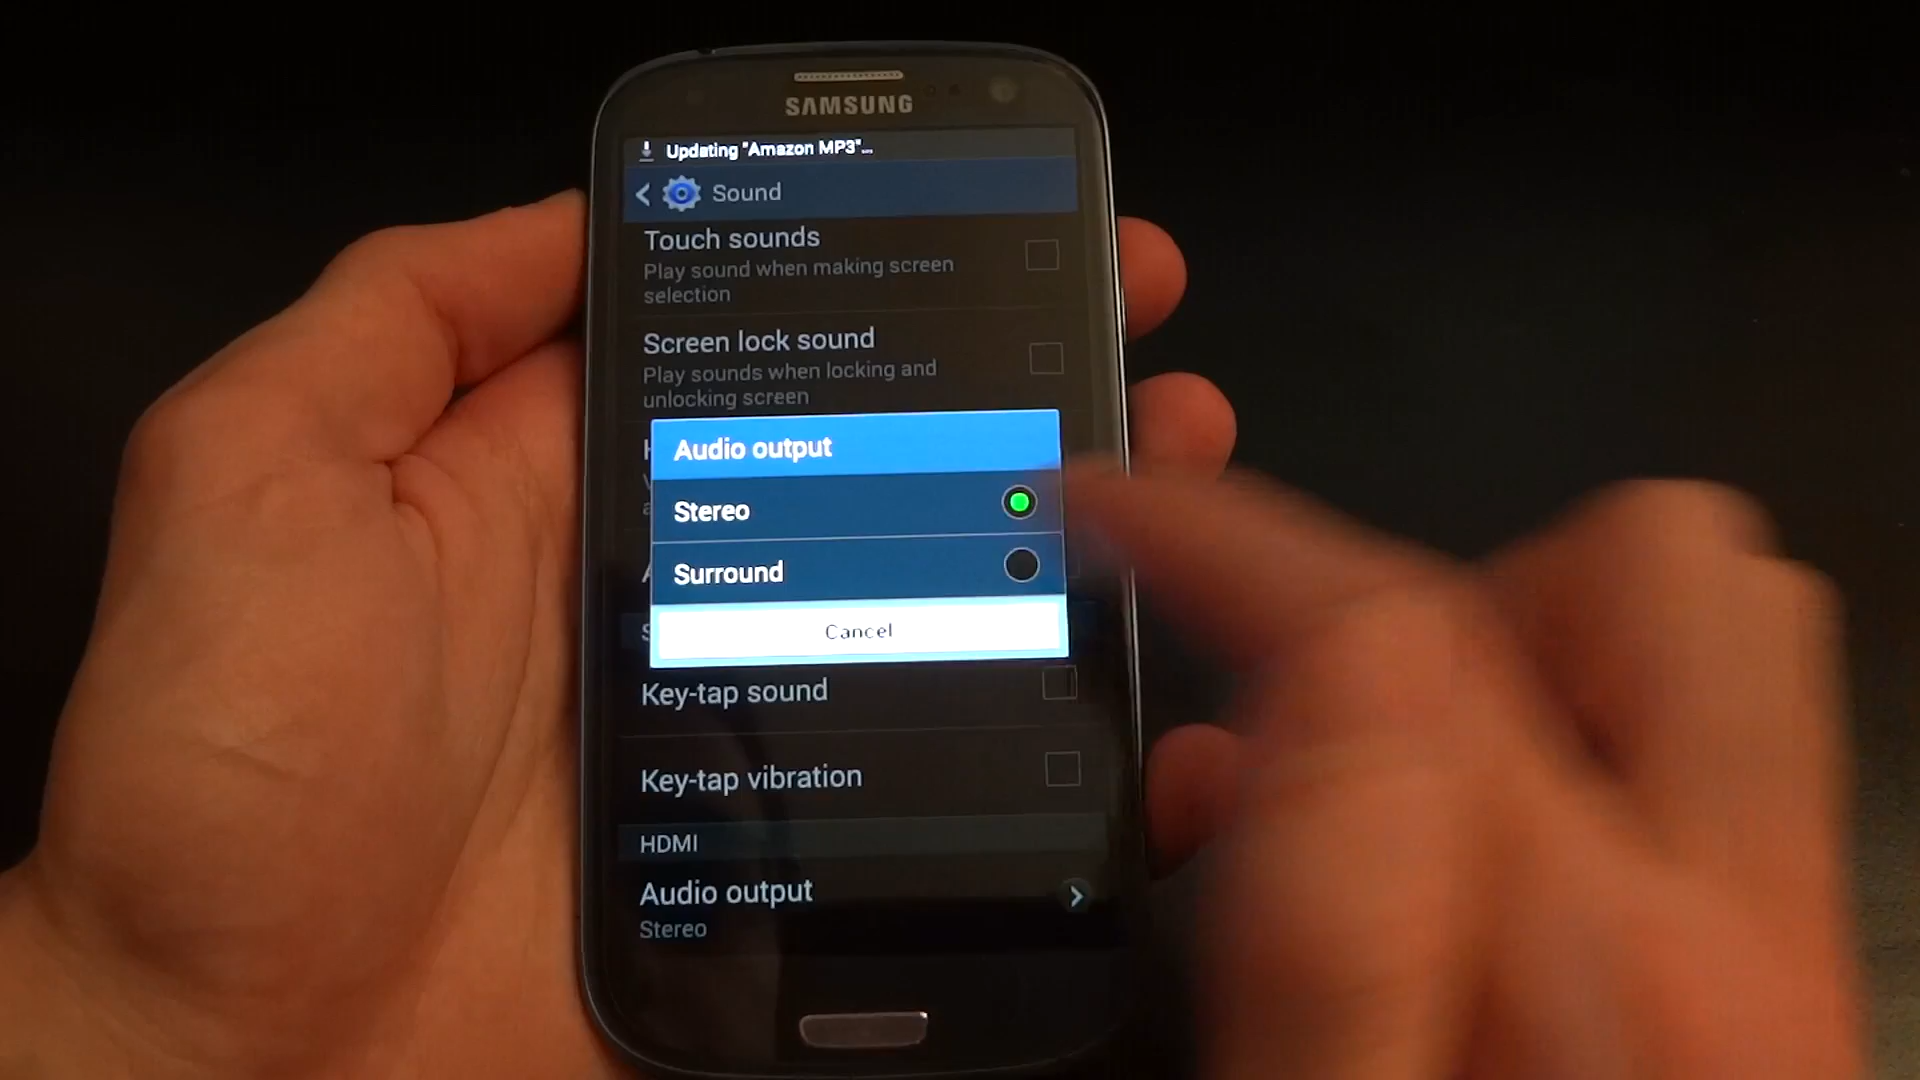 SAMSUNG
Updating "Amazon MP3"...
Sound
Touch sounds
Play sound when making screen
selection
Screen lock sound
Play sounds when locking and
unlocking screen
Audio output
Stereo
Surround
Cancel
Key-tap sound
Key-tap vibration
HDMI
Audio output
Stereo